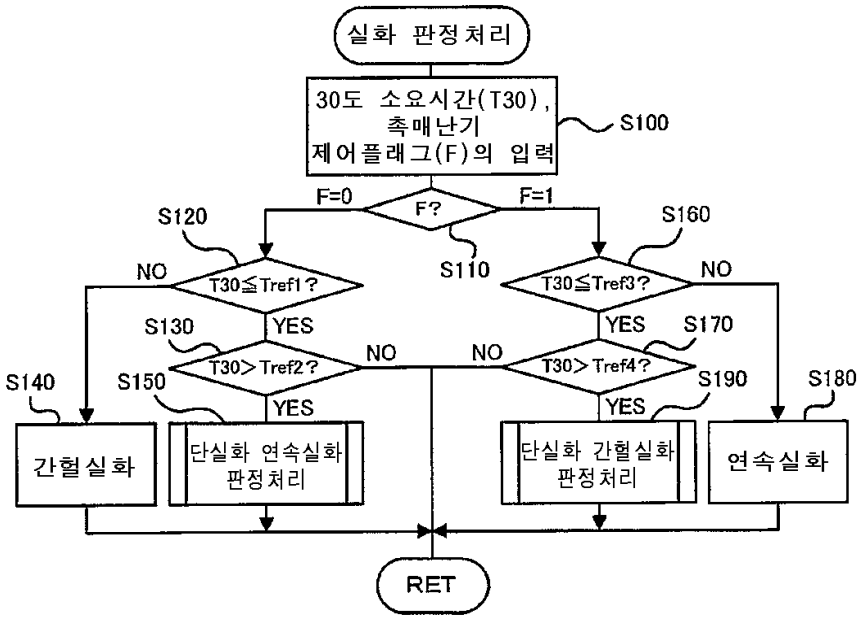 실화 판정처리
30도 소요시간(T30),
촉매난기
제어플래그(F)의 입력
S100
F=0
F?
F=1
S110
S120
T30≦Tref1?
NO
YES
S160
T30≦Tref3?
NO
YES
S130
T30>Tref2?
NO
YES
S170
T30>Tref4?
NO
YES
S140
간헐실화
S150
단실화 연속실화
판정처리
S190
단실화 간헐실화
판정처리
S180
연속실화
RET